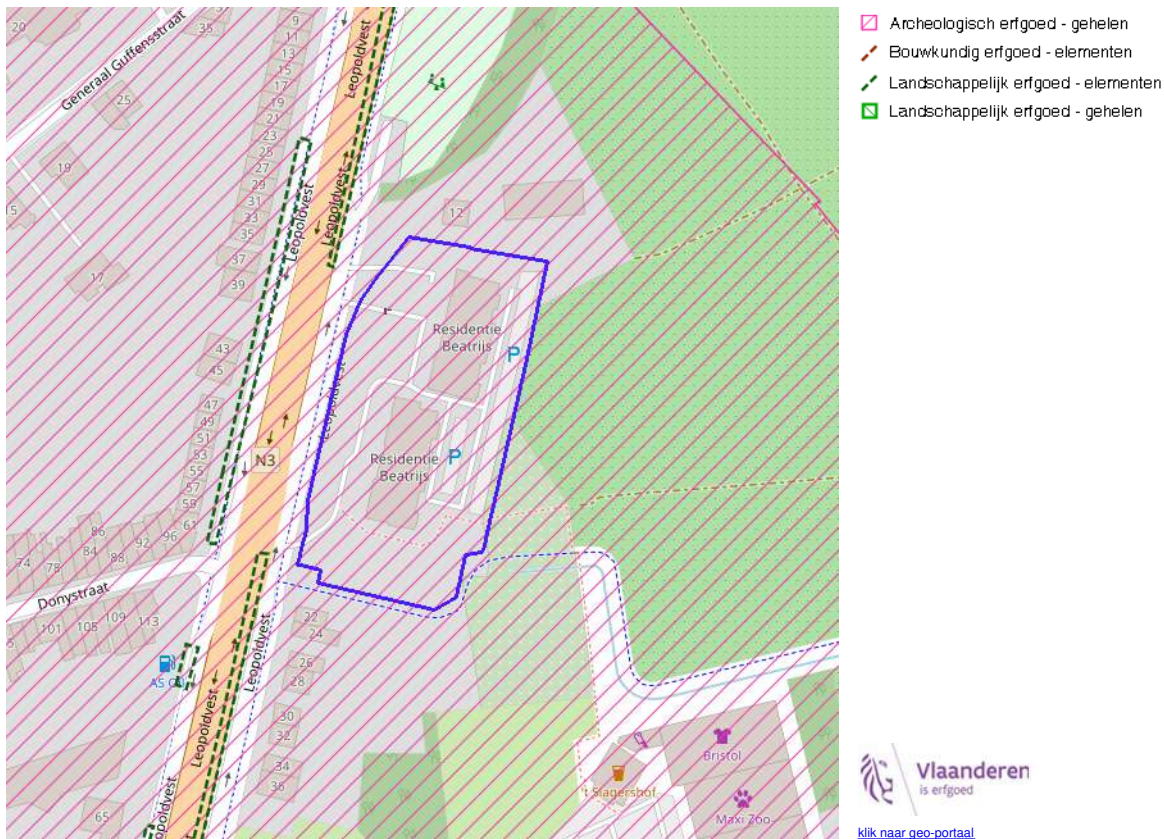 Archeologisch erfgoed - gehelen
Bouwkundig erfgoed - elementen
Landschappelijk erfgoed - elementen
Landschappelijk erfgoed - gehelen
20
35
9
11
13
15
17
19
21
23
25
27
29
31
33
35
37
39
43
45
47
49
51
53
55
57
59
61
Generaal Guffensstraat
25
19
15
17
Leopoldvest
Leopoldvest
Leopoldvest
Leopoldvest
12
Residentie
Beatrijs
P
Residentie
Beatrijs
P
N3
74
78
86
84
88
92
96
Donystraat
101
105
109
113
AS
Leopoldvest
Leopoldvest
Leopoldvest
65
22
24
26
28
30
32
34
36
Bristol
't Slagershof
Maxi Zoo
Vlaanderen
is erfgoed
klik naar geo-portaal